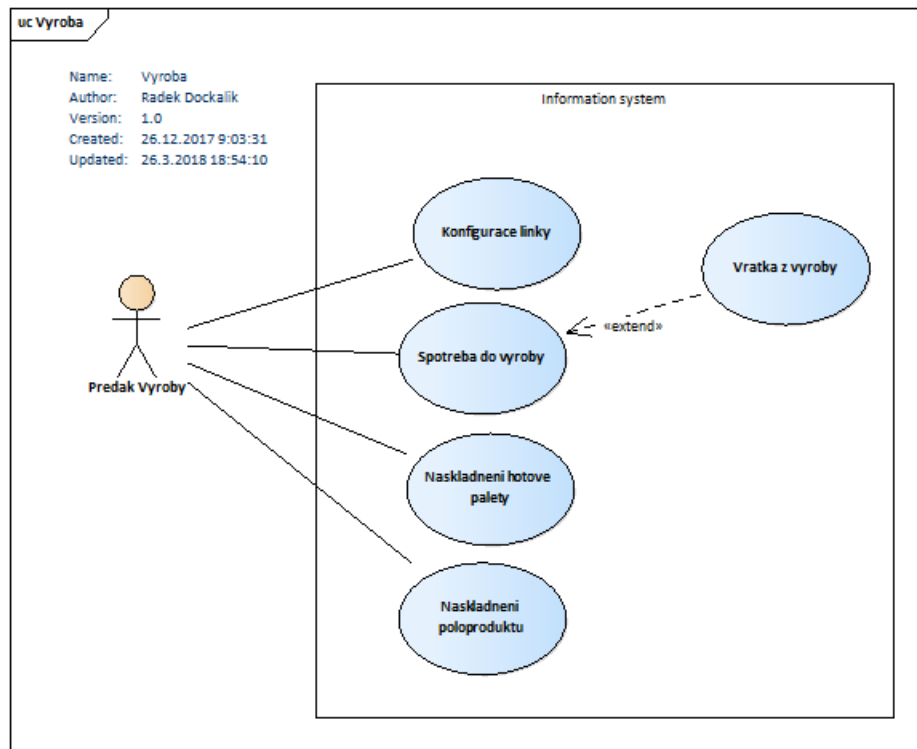 uc Vyroba
Name: Vyroba
Author: Radek Dockalik
Version: 1.0
Created: 26.12.2017 9:03:31
Updated: 26.3.2018 18:54:10
Information system
Konfigurace linky
Vratka z vyroby
«extend»
Spotreba do vyroby
Predak Vyroby
Naskladneni hotove
palety
Naskladneni
poloproduktu